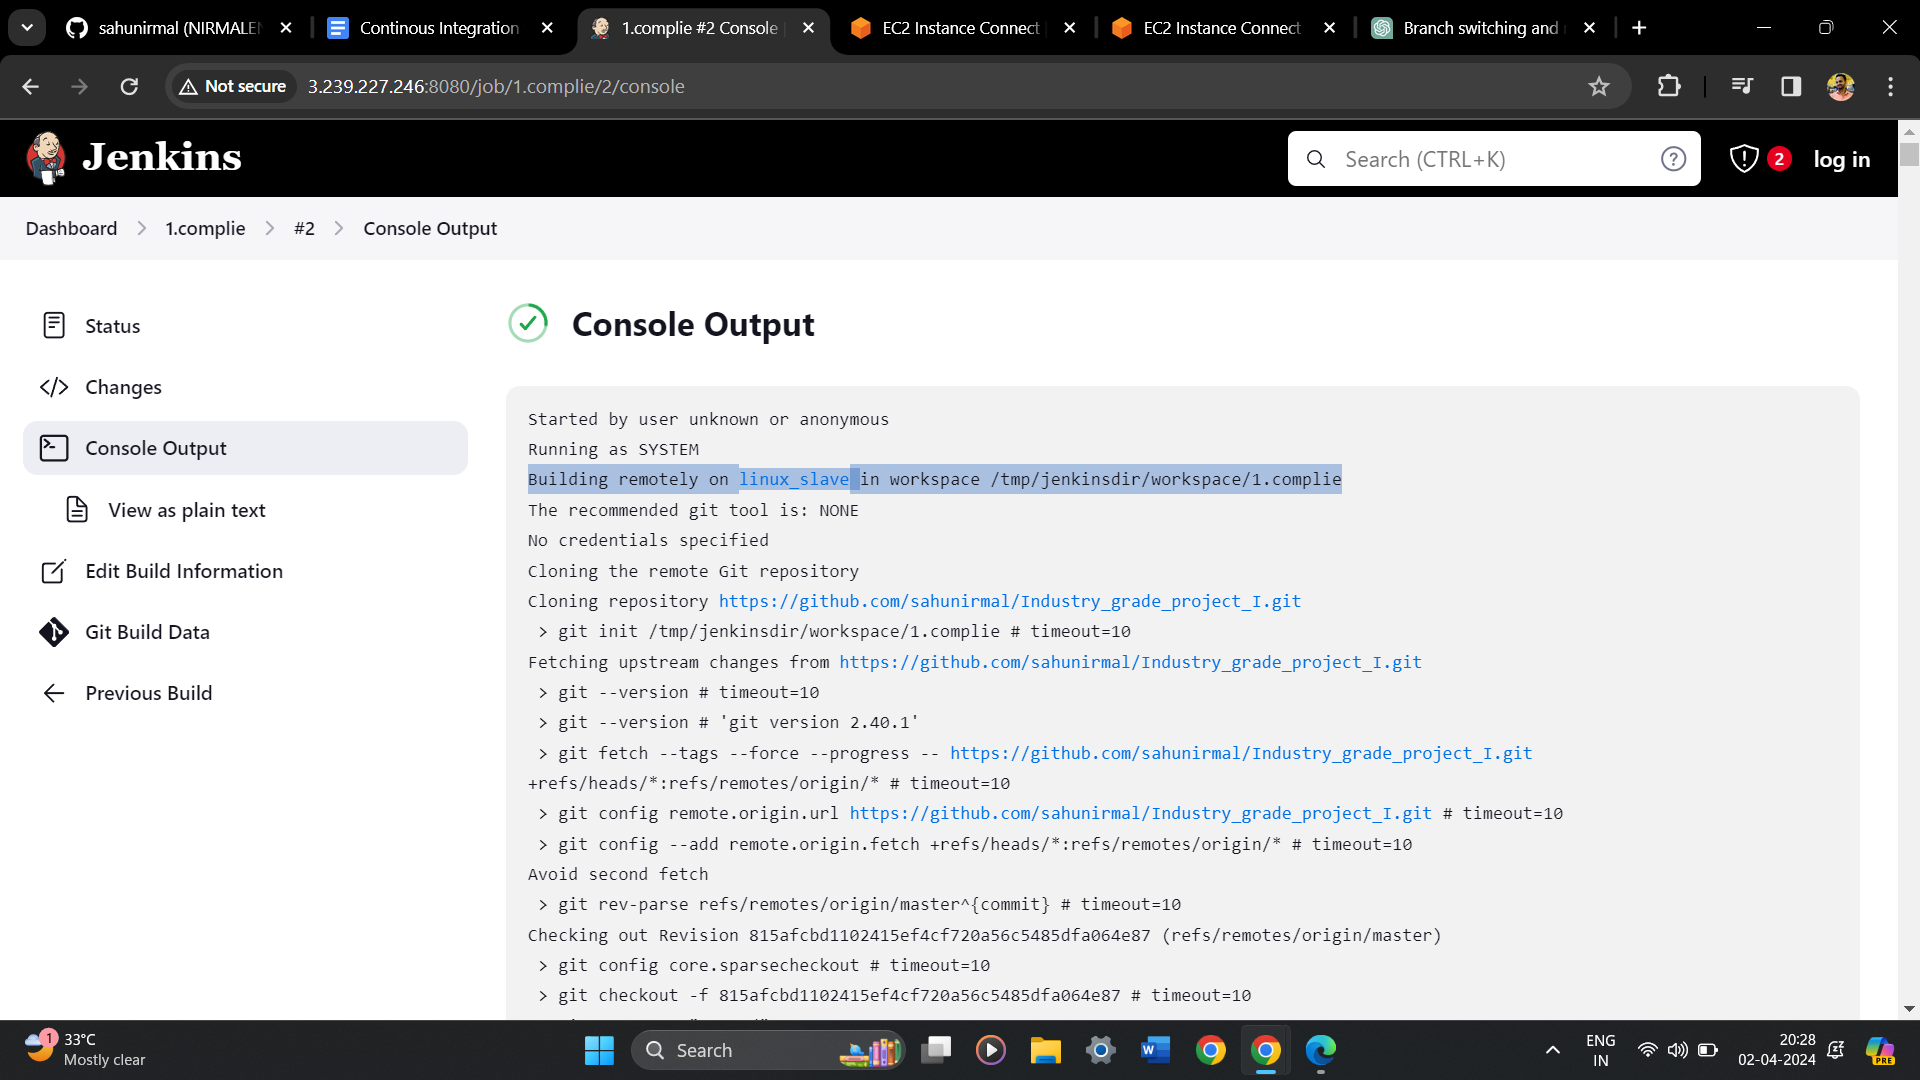 sahunirmal (NIRMALEN
Continous Integration
1.complie #2 Console
EC2 Instance Connect
EC2 Instance Connect
Branch switching and
Not secure
3.239.227.246:8080/job/1.complie/2/console
Jenkins
Search (CTRL+K)
2
log in
Dashboard
1.complie
#2
Console Output
Status
Changes
Console Output
View as plain text
Edit Build Information
Git Build Data
Previous Build
Console Output
Started by user unknown or anonymous
Running as SYSTEM
Building remotely on linux_slave in workspace /tmp/jenkinsdir/workspace/1.complie
The recommended git tool is: NONE
No credentials specified
Cloning the remote Git repository
Cloning repository https://github.com/sahunirmal/Industry_grade_project_I.git
> git init /tmp/jenkinsdir/workspace/1.complie # timeout=10
Fetching upstream changes from https://github.com/sahunirmal/Industry_grade_project_I.git
> git --version # timeout=10
> git --version # 'git version 2.40.1'
> git fetch --tags --force --progress -- https://github.com/sahunirmal/Industry_grade_project_I.git
+refs/heads/*:refs/remotes/origin/* # timeout=10
> git config remote.origin.url https://github.com/sahunirmal/Industry_grade_project_I.git # timeout=10
> git config --add remote.origin.fetch +refs/heads/*:refs/remotes/origin/* # timeout=10
Avoid second fetch
> git rev-parse refs/remotes/origin/master^{commit} # timeout=10
Checking out Revision 815afcbd1102415ef4cf720a56c5485dfa064e87 (refs/remotes/origin/master)
> git config core.sparsecheckout # timeout=10
> git checkout -f 815afcbd1102415ef4cf720a56c5485dfa064e87 # timeout=10
1
33°C
Mostly clear
Search
ENG
IN
20:28
02-04-2024
PRE